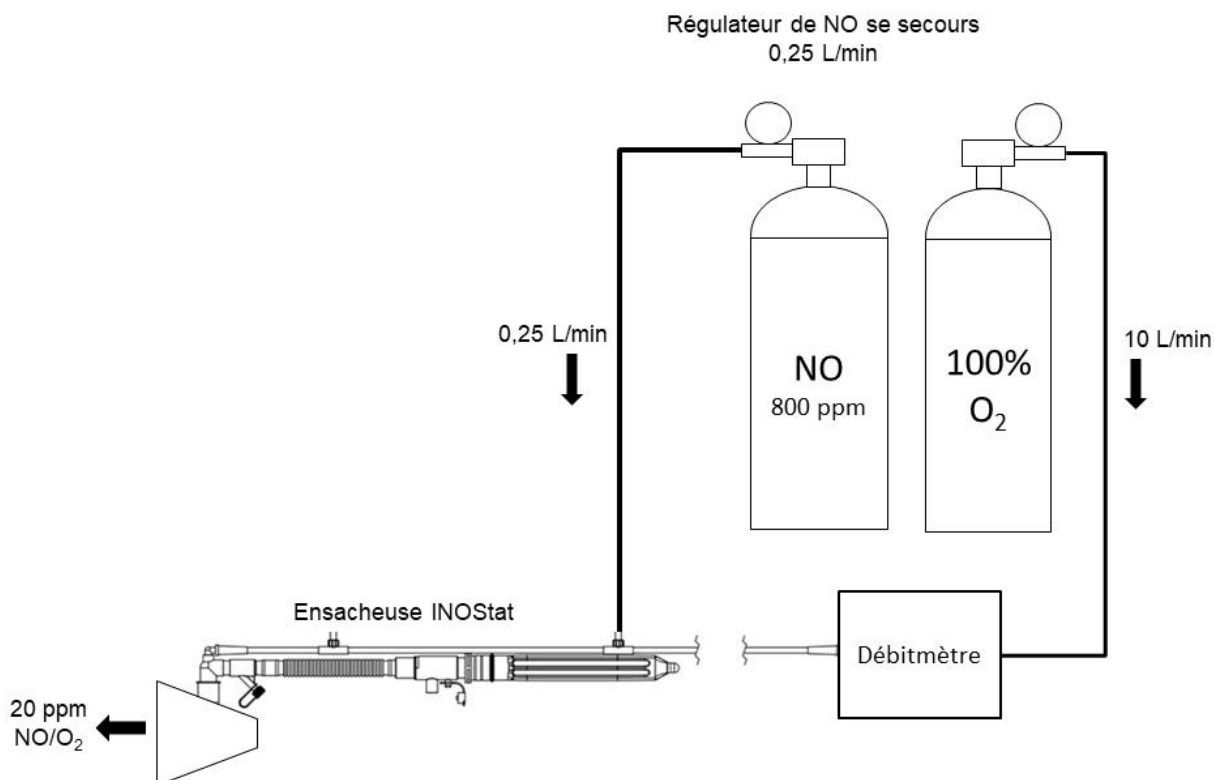 Régulateur de NO se secours
0,25 L/min
0,25 L/min
NO
800 ppm
100%
O₂
10 L/min
Ensacheuse INOStat
Débitmètre
20 ppm
NO/O₂